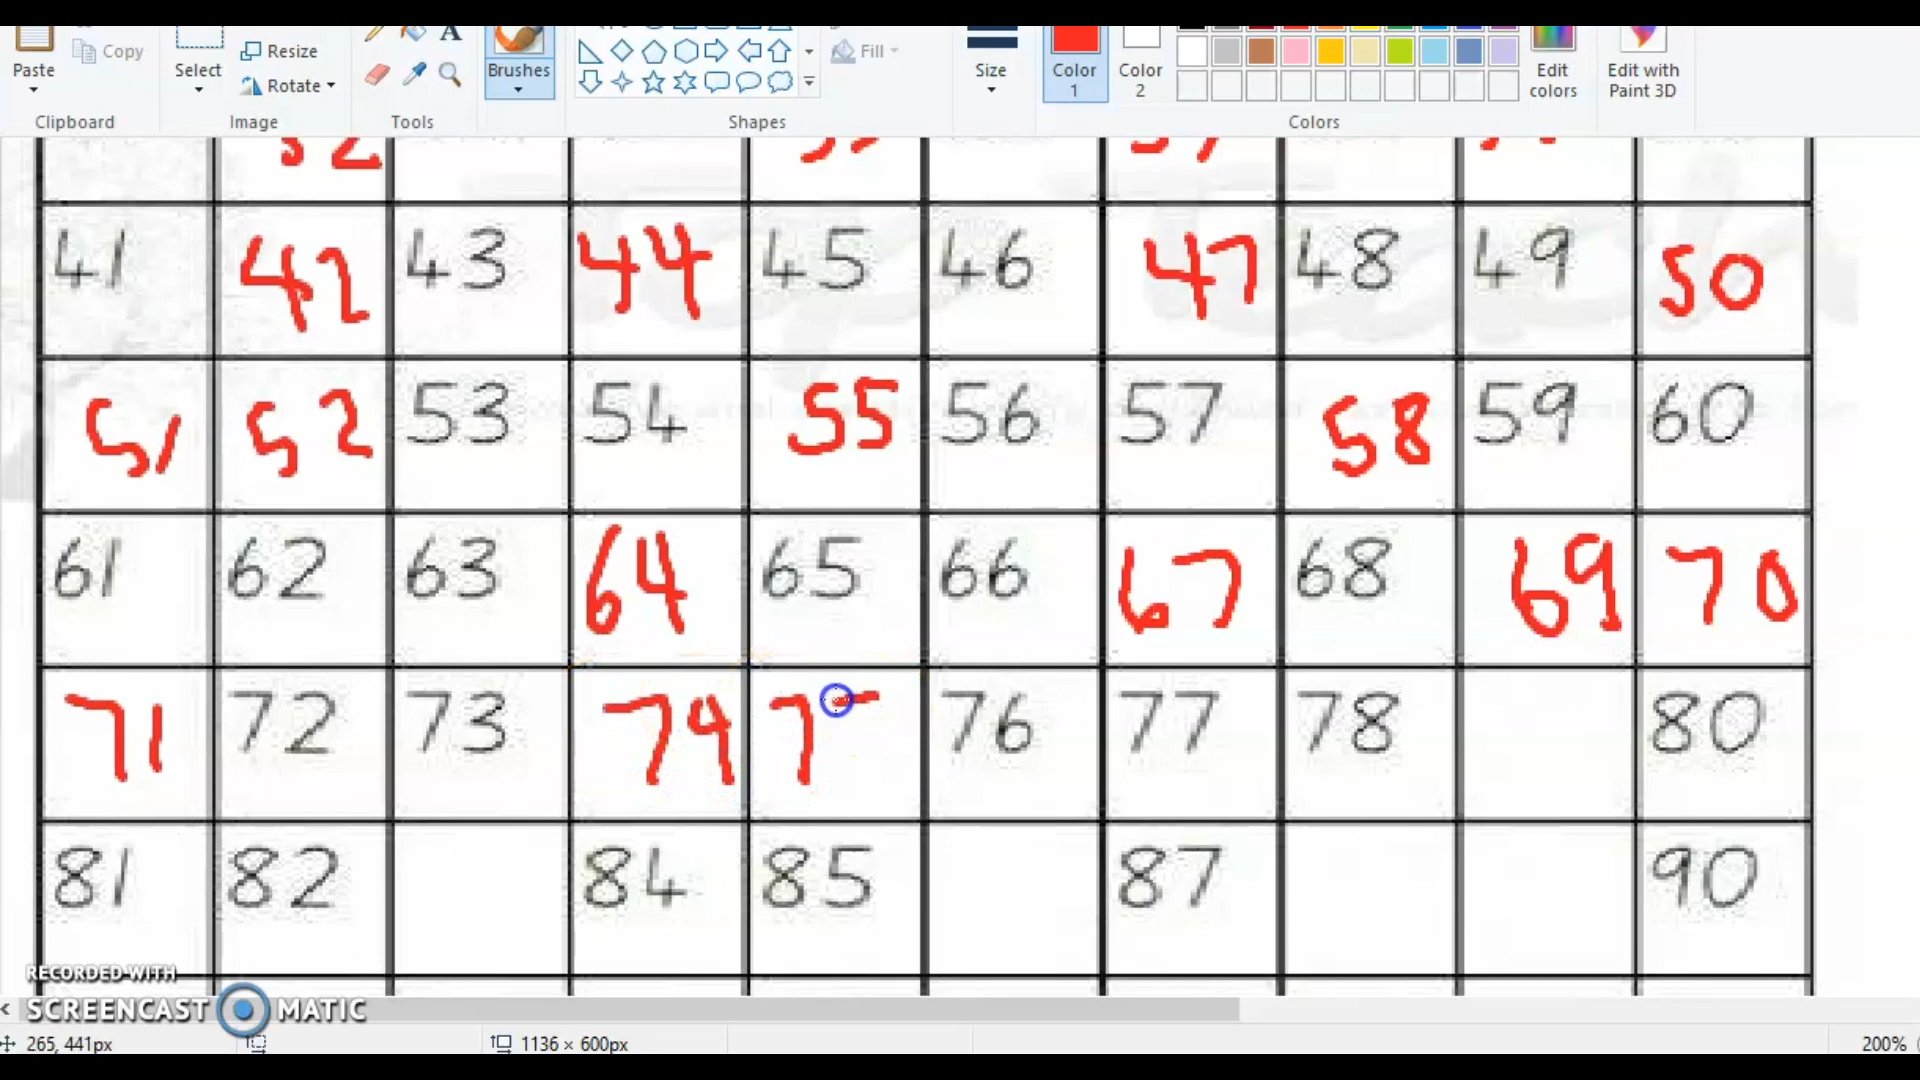 Paste
Copy
Select
Resize
Rotate
A
Brushes
Fill
Size
Color 1
Color 2
Edit colors
Edit with Paint 3D
Clipboard Image Tools Shapes Colors
41 42 43 44 45 46 47 48 49 50
51 52 53 54 55 56 57 58 59 60
61 62 63 64 65 66 67 68 69 70
71 72 73 74 7 76 77 78 80
81 82 84 85 87 90
RECORDED WITH
SCREENCAST MATIC
265, 441px 1136 × 600px 200%